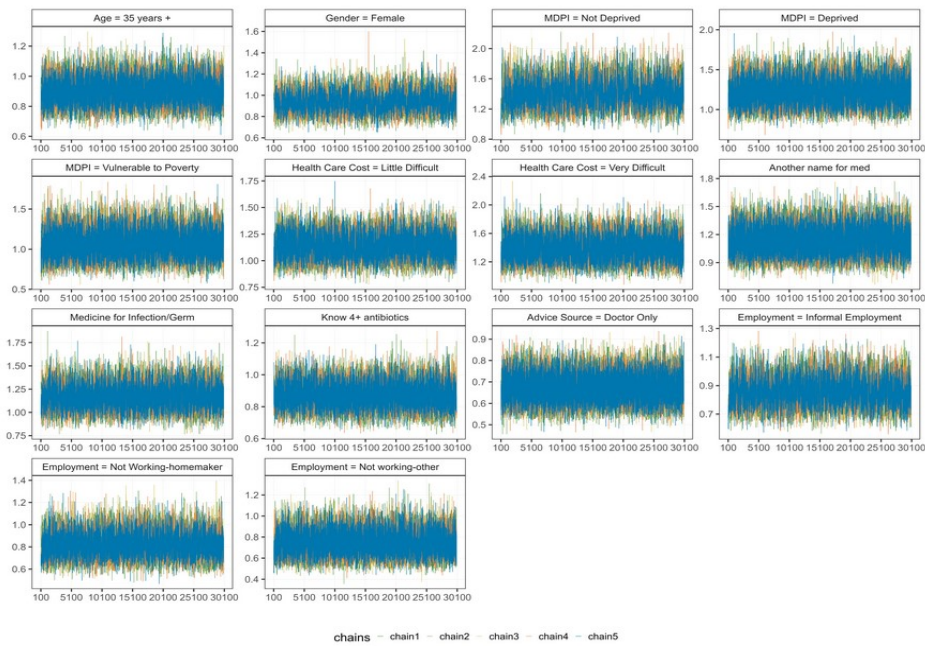 Age = 35 years + Gender = Female MDPI = Not Deprived MDPI = Deprived
1.2 1.6 2.2 2.0
1.0 1.4 1.8 1.5
0.8 1.2 1.4 1.0
0.6 1.0 1.0
0.8 0.8
0.6
100 5100 10100 15100 20100 25100 30100 100 5100 10100 15100 20100 25100 30100 100 5100 10100 15100 20100 25100 30100 100 5100 10100 15100 20100 25100 30100
MDPI = Vulnerable to Poverty Health Care Cost = Little Difficult Health Care Cost = Very Difficult Another name for med
1.5 1.75 2.4 1.8
1.0 1.50 2.0 1.5
0.5 1.25 1.6 1.2
1.00 1.2 0.9
0.75
100 5100 10100 15100 20100 25100 30100 100 5100 10100 15100 20100 25100 30100 100 5100 10100 15100 20100 25100 30100 100 5100 10100 15100 20100 25100 30100
Medicine for Infection/Germ Know 4+ antibiotics Advice Source = Doctor Only Employment = Informal Employment
1.75 1.2 0.9 1.3
1.50 1.0 0.8 1.1
1.25 0.8 0.7 0.9
1.00 0.6 0.6 0.7
0.75 0.5
100 5100 10100 15100 20100 25100 30100 100 5100 10100 15100 20100 25100 30100 100 5100 10100 15100 20100 25100 30100 100 5100 10100 15100 20100 25100 30100
Employment = Not Working-homemaker Employment = Not working-other
1.4 1.2
1.2 1.0
1.0 0.8
0.8 0.6
0.6 0.4
100 5100 10100 15100 20100 25100 30100 100 5100 10100 15100 20100 25100 30100
chains chain1 chain2 chain3 chain4 chain5